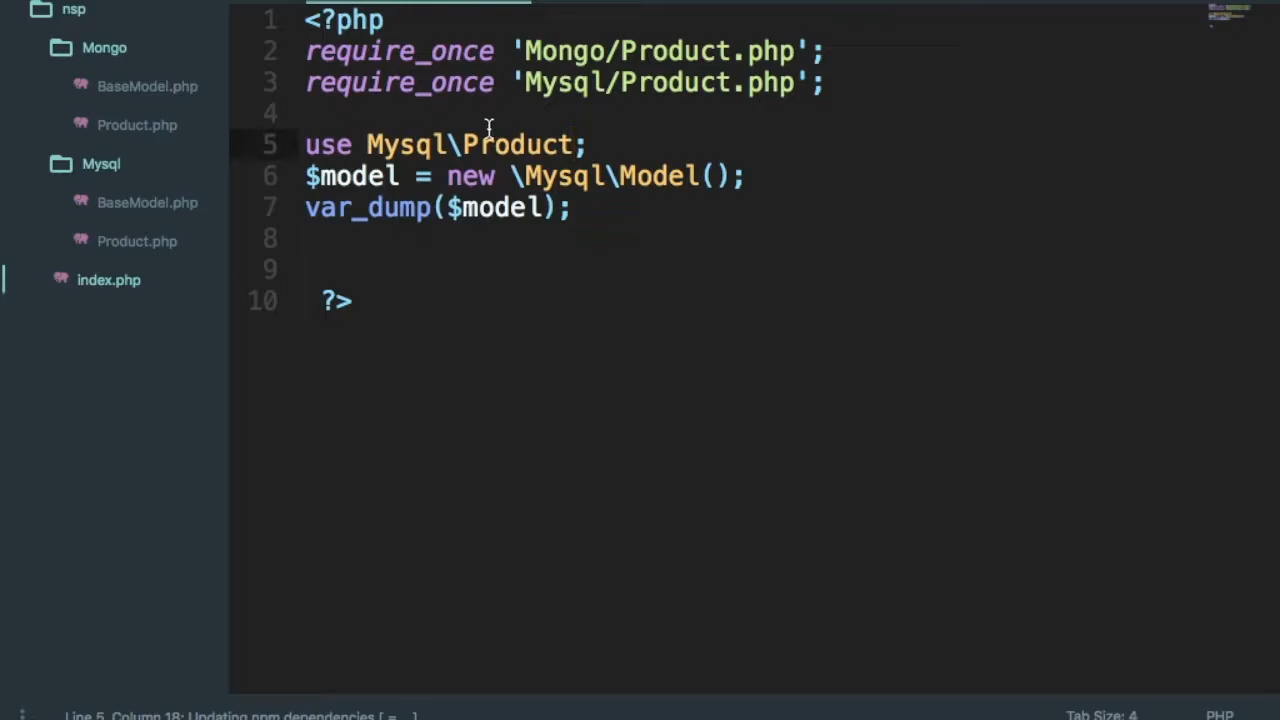 nsp
Mongo
BaseModel.php
Product.php
Mysql
BaseModel.php
Product.php
index.php
1 <?php
2 require_once 'Mongo/Product.php';
3 require_once 'Mysql/Product.php';
4
5 use Mysql\Product;
6 $model = new \Mysql\Model();
7 var_dump($model);
8
9
10 ?>
Line 5, Column 18; Updating npm dependencies [ = ]
Tab Size: 4
PHP